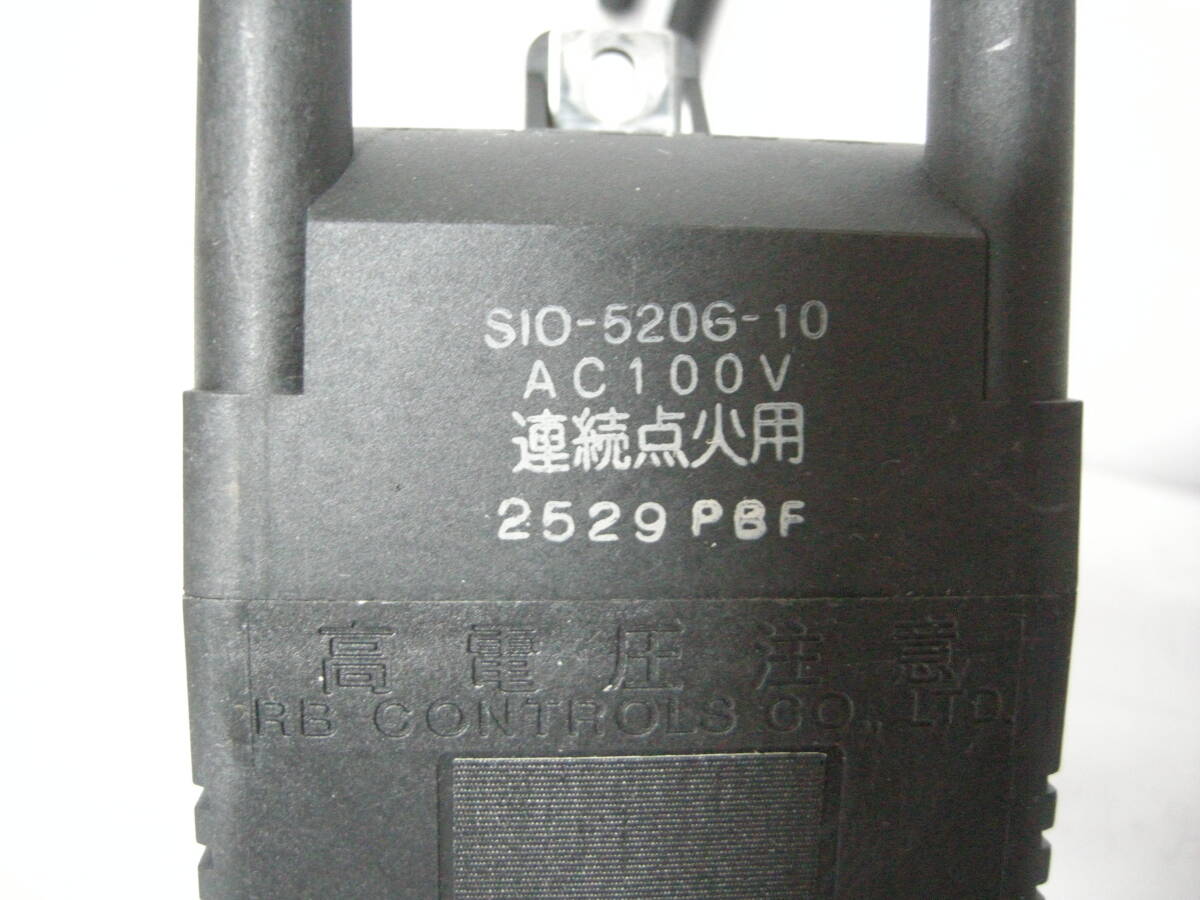 SIO-520G-10
AC100V
連続点火用
2529 PBF
高電圧注意
RB CONTROLS CO., LTD.